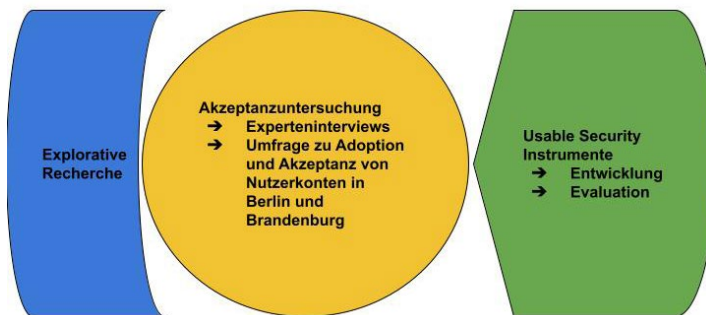 Explorative
Recherche
Akzeptanzuntersuchung
➔ Experteninterviews
➔ Umfrage zu Adoption
und Akzeptanz von
Nutzerkonten in
Berlin und
Brandenburg
Usable Security
Instrumente
➔ Entwicklung
➔ Evaluation